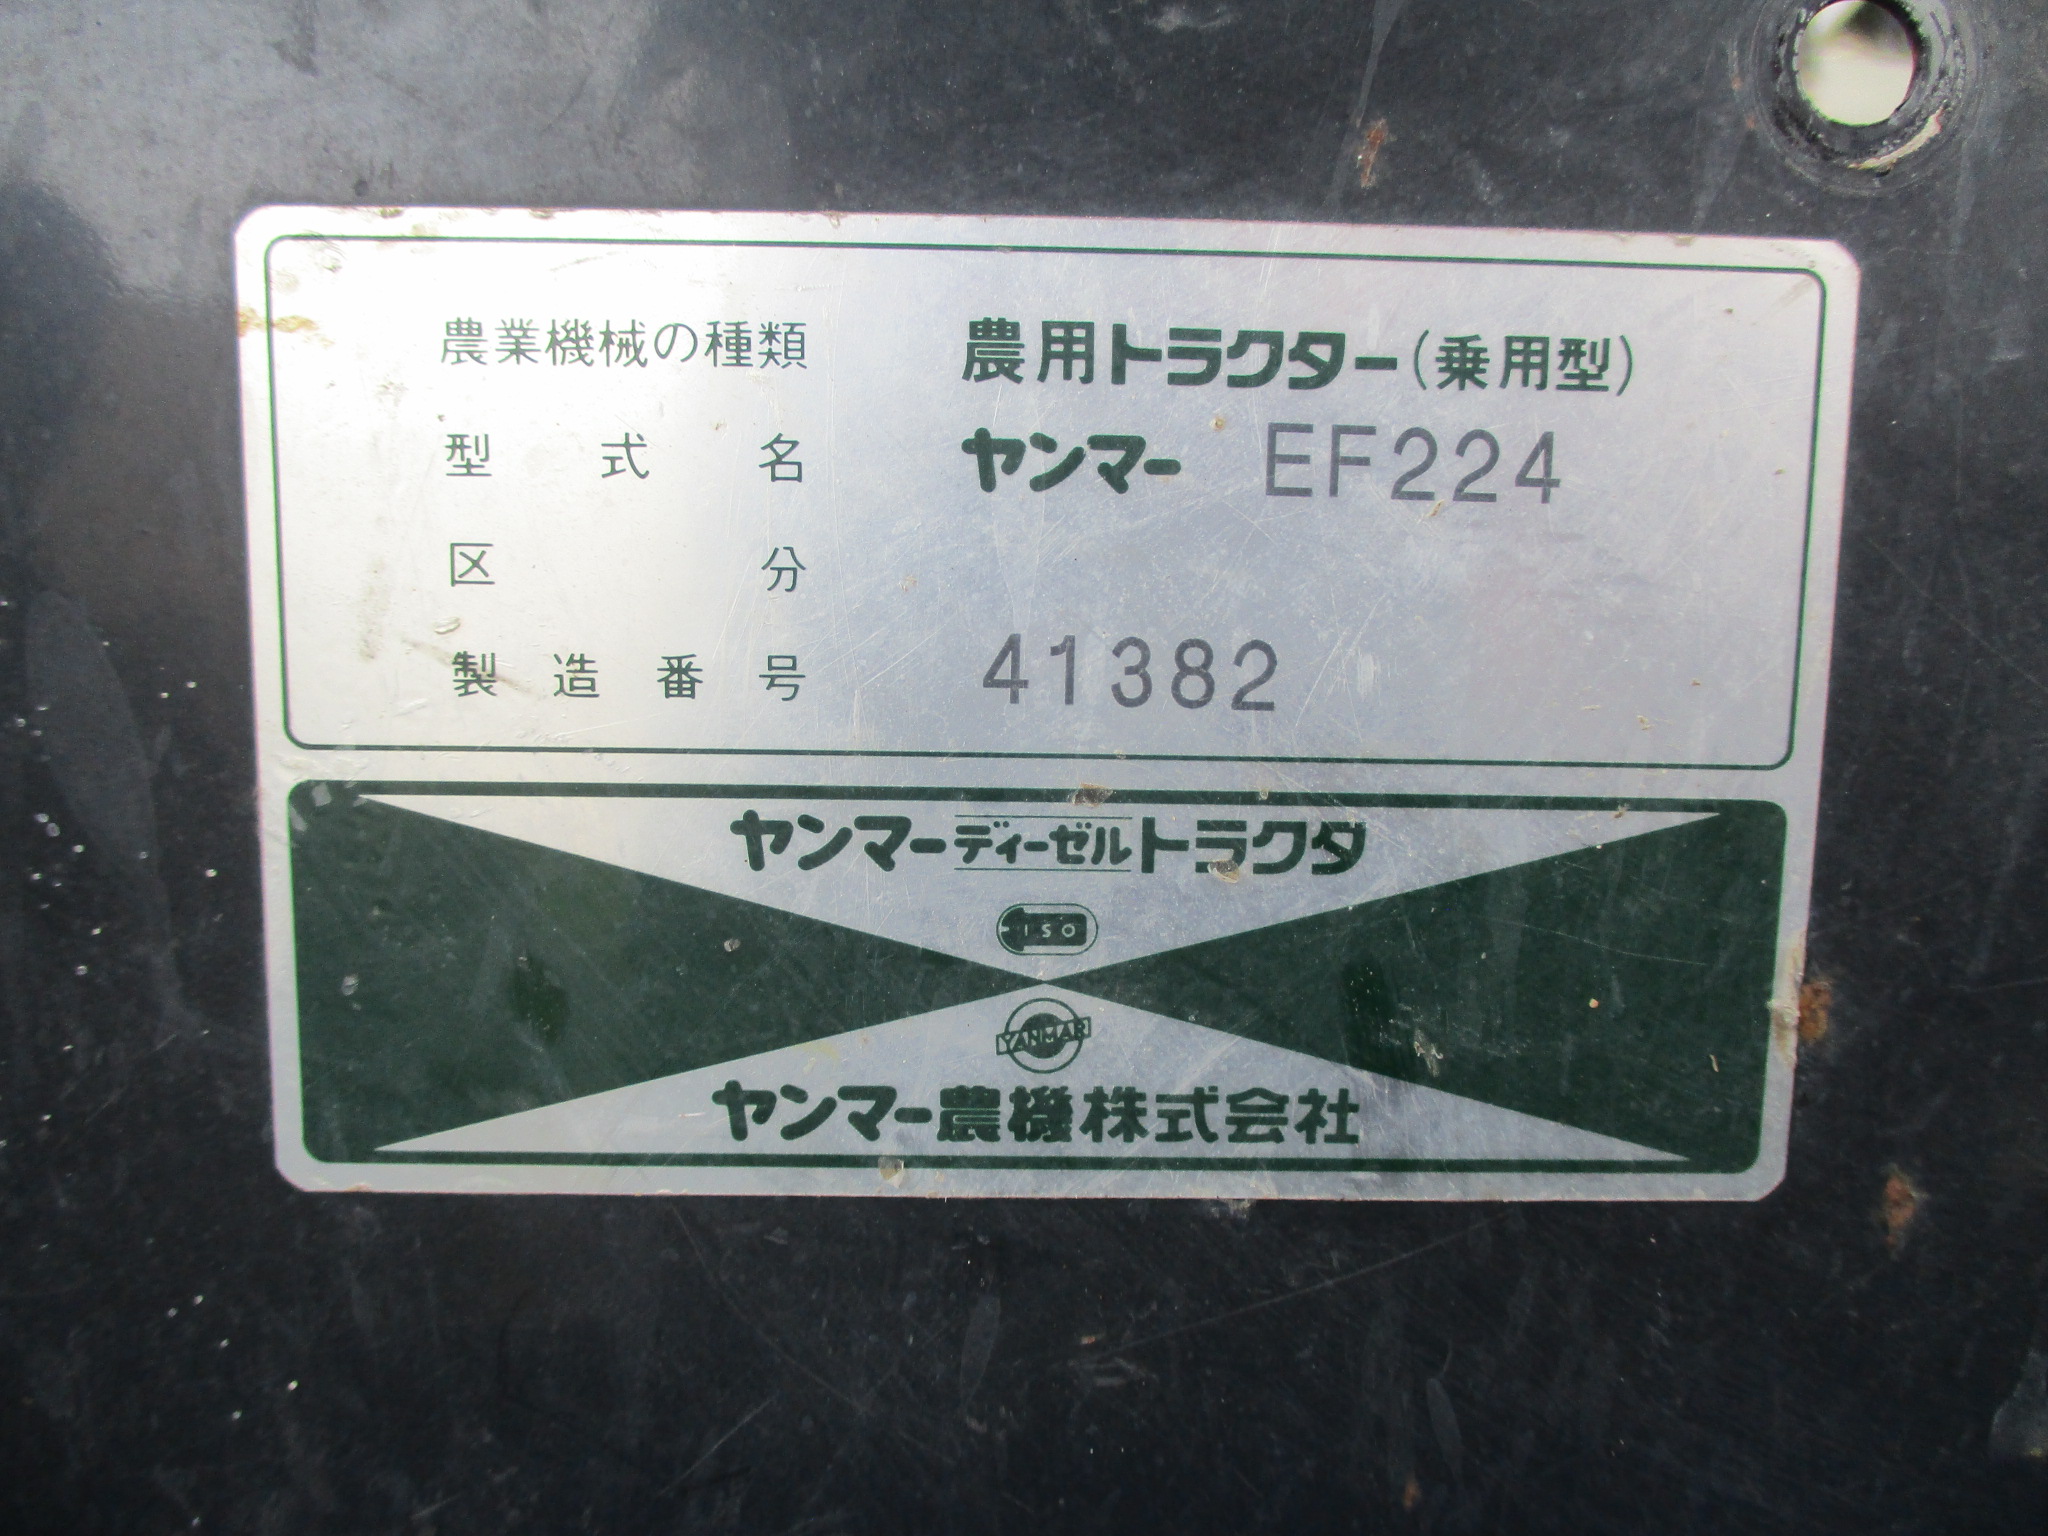 農業機械の種類 農用トラクター(乗用型)
型式名 ヤンマー EF224
区分
製造番号 41382
ヤンマーディーゼルトラクタ
ISO
YANMAR
ヤンマー農機株式会社